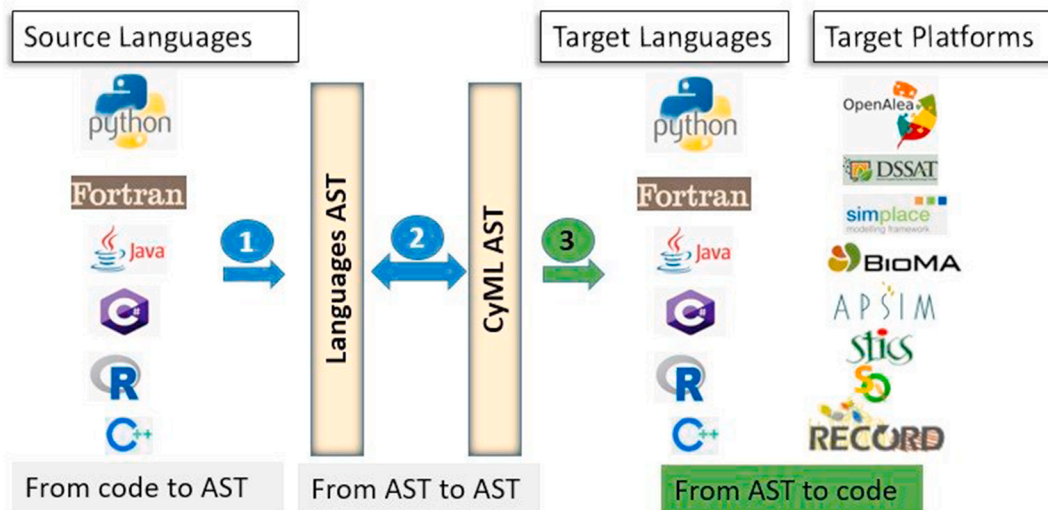 Source Languages
Target Languages
Target Platforms
python
Fortran
Java
C#
R
C++
1
Languages AST
2
CyML AST
3
python
Fortran
Java
C#
R
C++
OpenAlea
DSSAT
simplace
modelling framework
BIOMA
APSIM
STICS
SQ
RECORD
From code to AST
From AST to AST
From AST to code